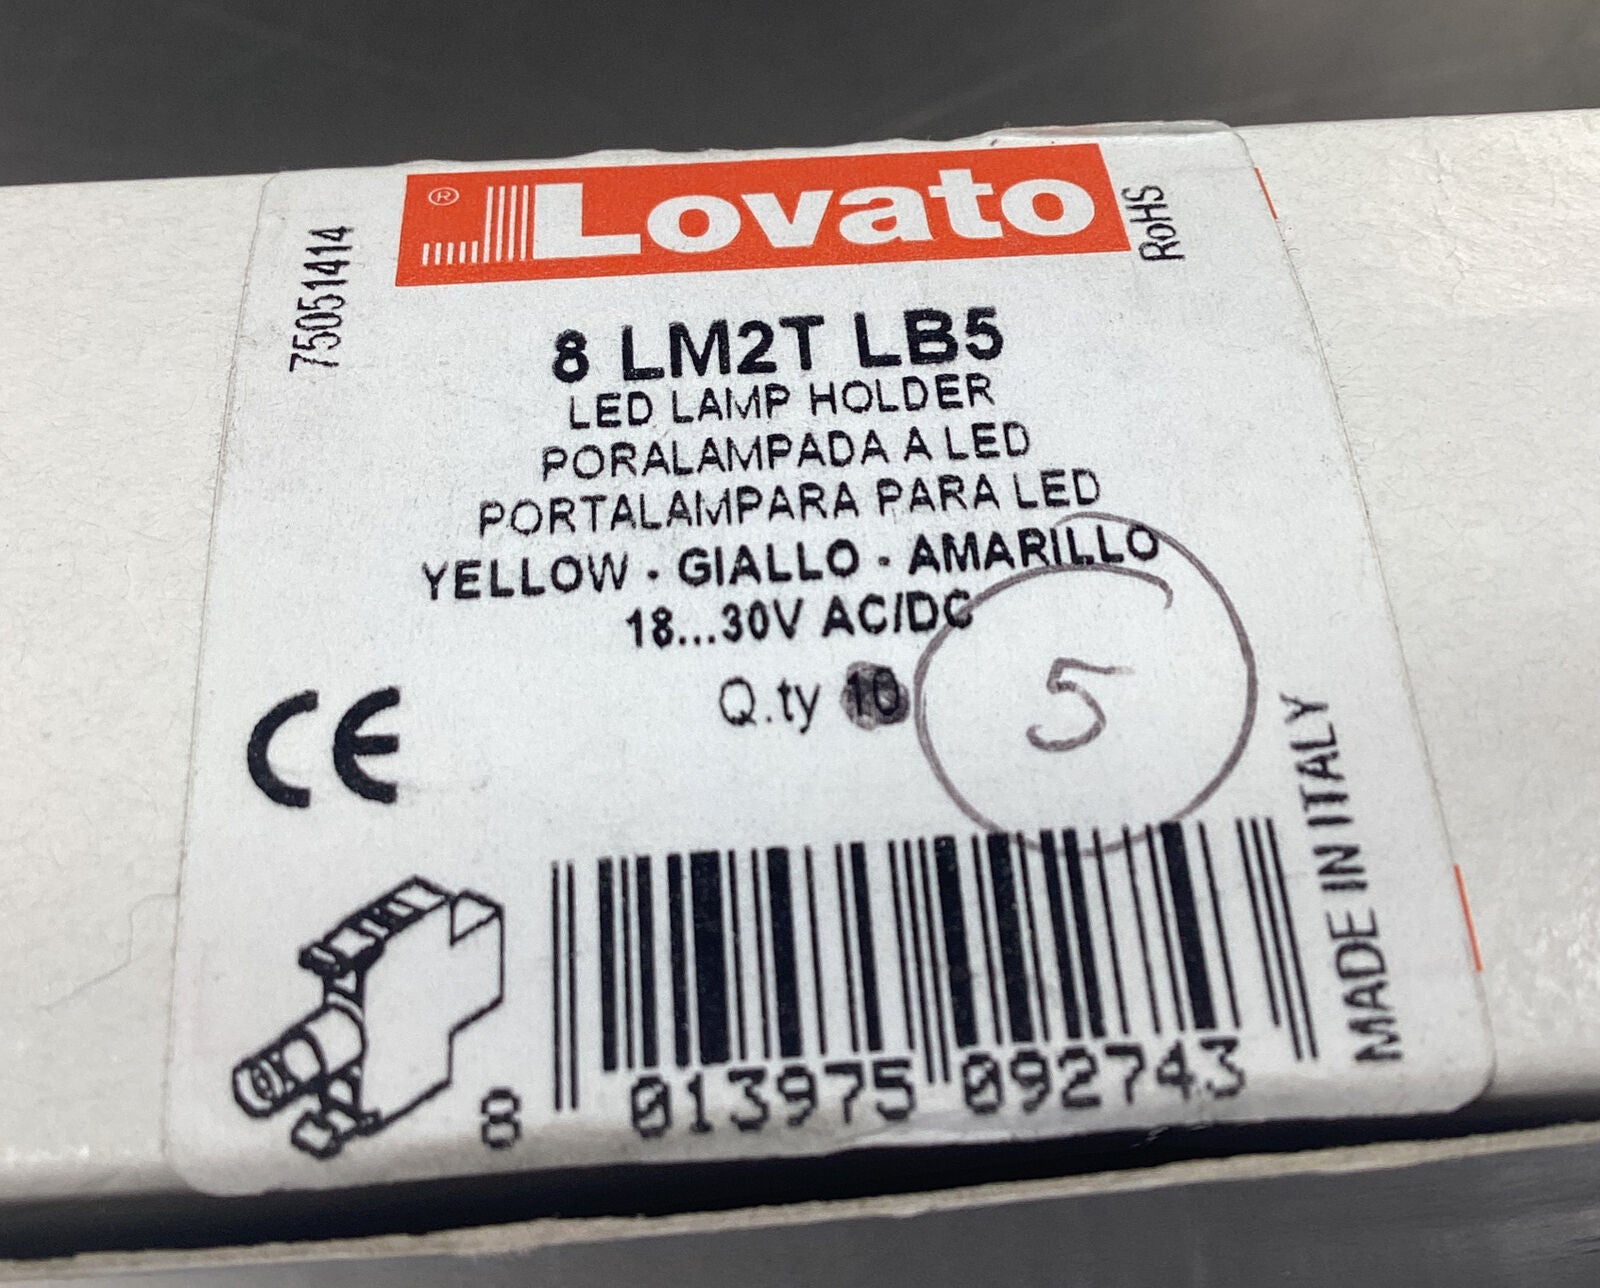 ®
Lovato
RoHS
75051414
8 LM2T LB5
LED LAMP HOLDER
PORALAMPADA A LED
PORTALAMPARA PARA LED
YELLOW - GIALLO - AMARILLO
18...30V AC/DC
Q.ty 10
5
CE
MADE IN ITALY
8 013975 092743